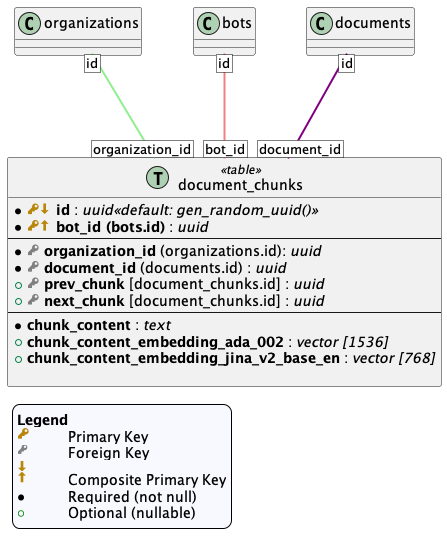 C organizations
C bots
C documents
id
id
id
organization_id
bot_id
document_id
T
«table»
document_chunks
id : uuid«default: gen_random_uuid()»
bot_id (bots.id) : uuid
organization_id (organizations.id): uuid
document_id (documents.id) : uuid
prev_chunk [document_chunks.id] : uuid
next_chunk [document_chunks.id] : uuid
chunk_content : text
chunk_content_embedding_ada_002 : vector [1536]
chunk_content_embedding_jina_v2_base_en : vector [768]
Legend
Primary Key
Foreign Key
Composite Primary Key
Required (not null)
Optional (nullable)